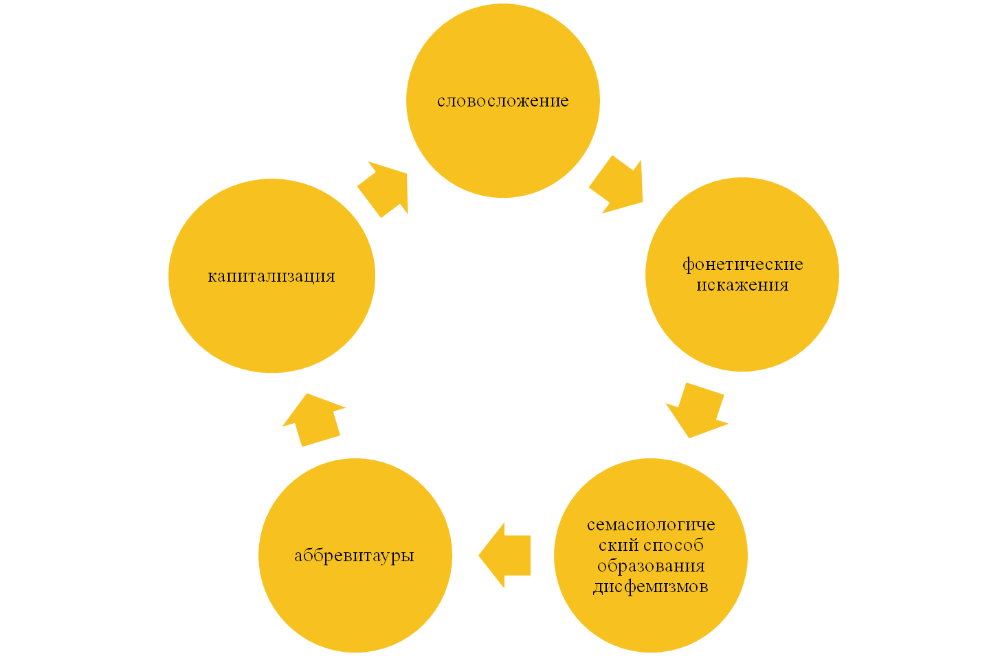 словосложение
фонетические
искажения
семасиологиче
ский способ
образования
дисфемизмов
аббревитауры
капитализация